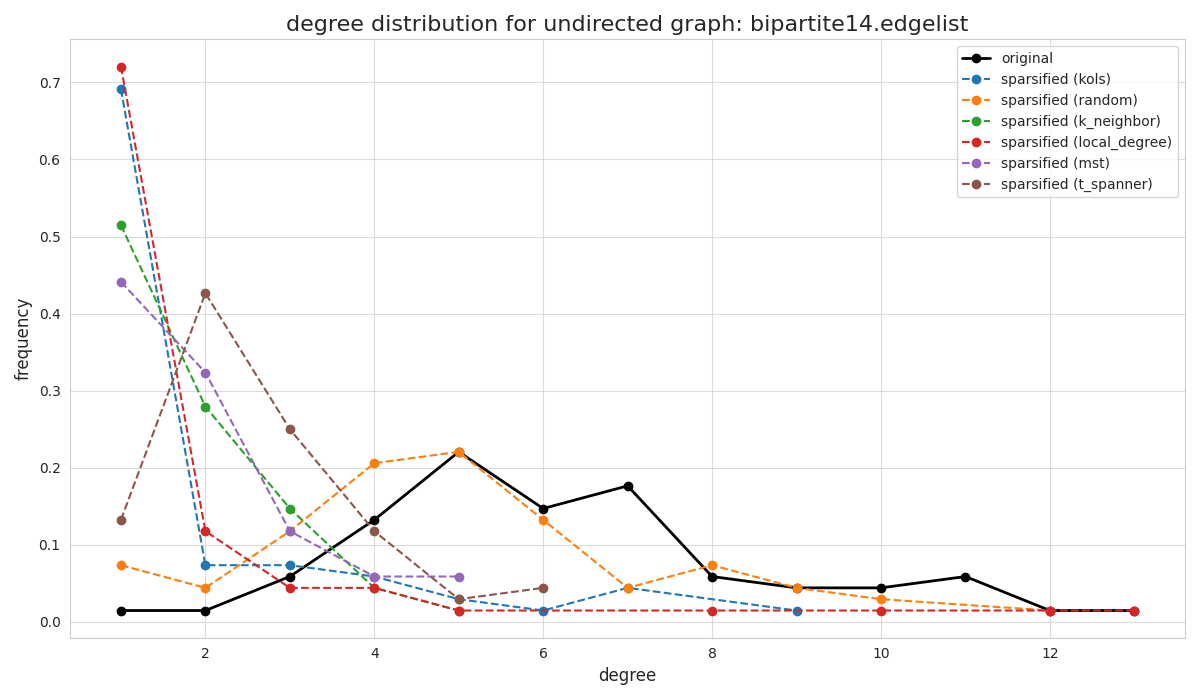 degree distribution for undirected graph: bipartite14.edgelist
original
sparsified (kols)
sparsified (random)
sparsified (k_neighbor)
sparsified (local_degree)
sparsified (mst)
sparsified (t_spanner)
frequency
0.7
0.6
0.5
0.4
0.3
0.2
0.1
0.0
2 4 6 8 10 12
degree